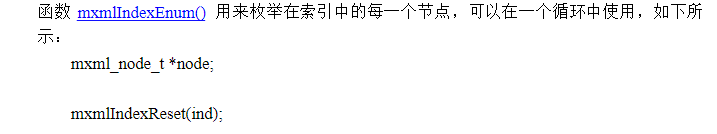 函数 mxmlIndexEnum() 用来枚举在索引中的每一个节点，可以在一个循环中使用，如下所
示：
mxml_node_t *node;
mxmlIndexReset(ind);